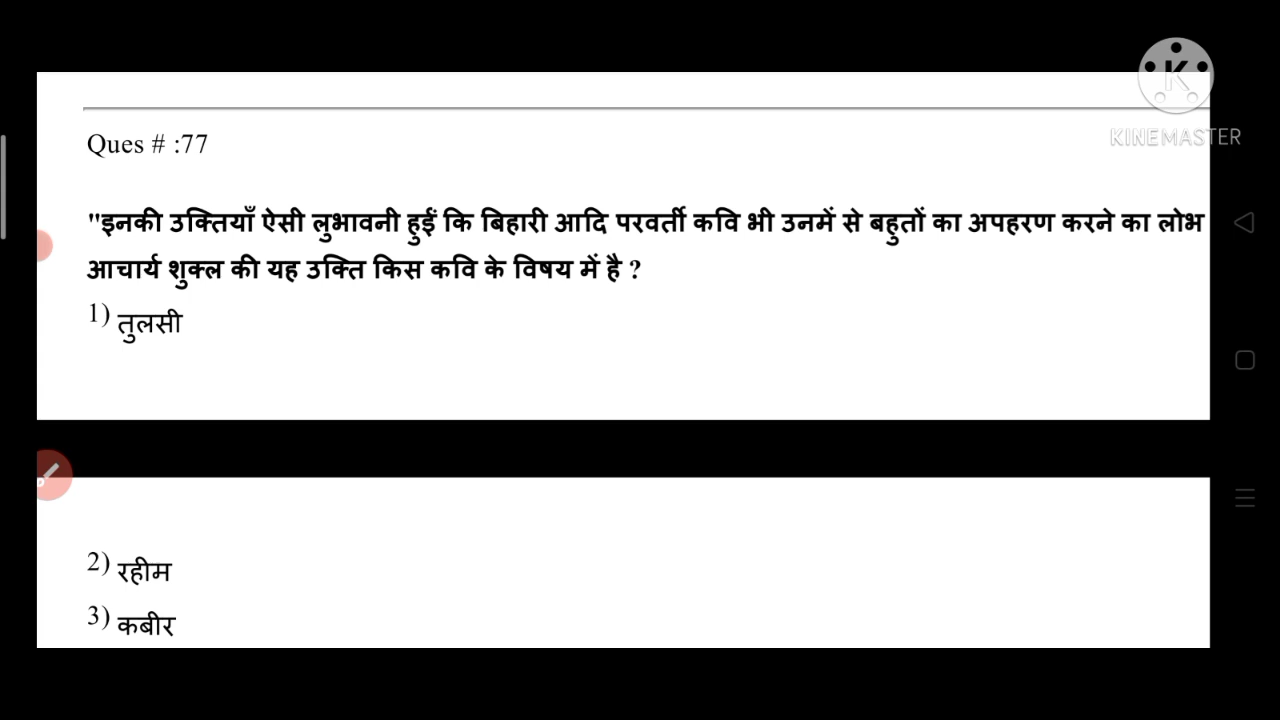 KINEMASTER
Ques # :77
"इनकी उक्तियाँ ऐसी लुभावनी हुईं कि बिहारी आदि परवर्ती कवि भी उनमें से बहुतों का अपहरण करने का लोभ
आचार्य शुक्ल की यह उक्ति किस कवि के विषय में है ?
1) तुलसी
2) रहीम
3) कबीर